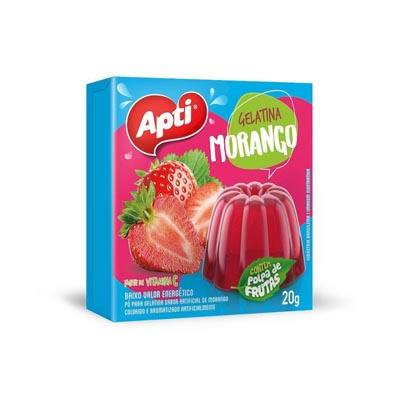 Apti
GELATINA
MORANGO
FONTE DE VITAMINA C
BAIXO VALOR ENERGÉTICO
PÓ PARA GELATINA SABOR ARTIFICIAL DE MORANGO
COLORIDO E AROMATIZADO ARTIFICIALMENTE
CONTÉM
POLPA DE
FRUTAS
20g